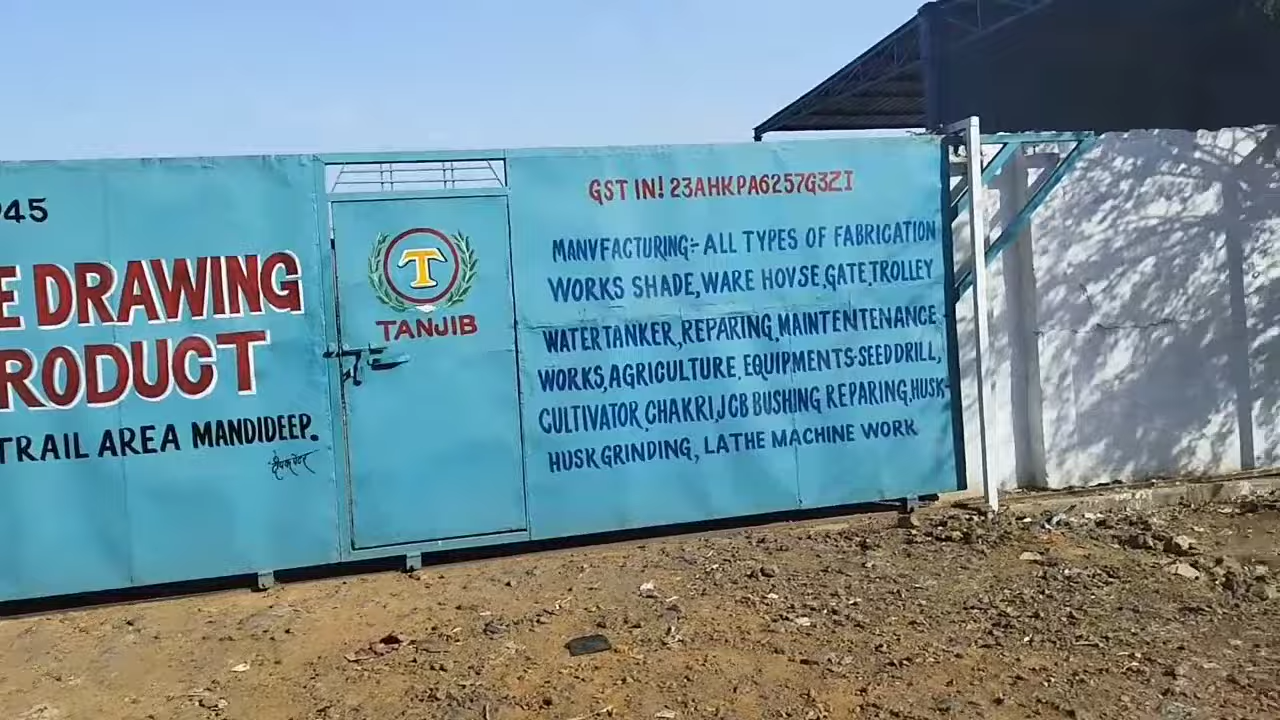 945
E DRAWING
RODUCT
TRAIL AREA MANDIDEEP.
T
TANJIB
GST IN! 23AHKPA6257G3ZI
MANVFACTURING:- ALL TYPES OF FABRICATION
WORKS SHADE, WARE HOVSE, GATE, TROLLEY
WATER TANKER, REPARING, MAINTENTENANCE
WORKS, AGRICULTURE, EQUIPMENTS-SEED DRILL,
CULTIVATOR, CHAKRI, JCB BUSHING REPARING, HUSK-
HUSK GRINDING, LATHE MACHINE WORK